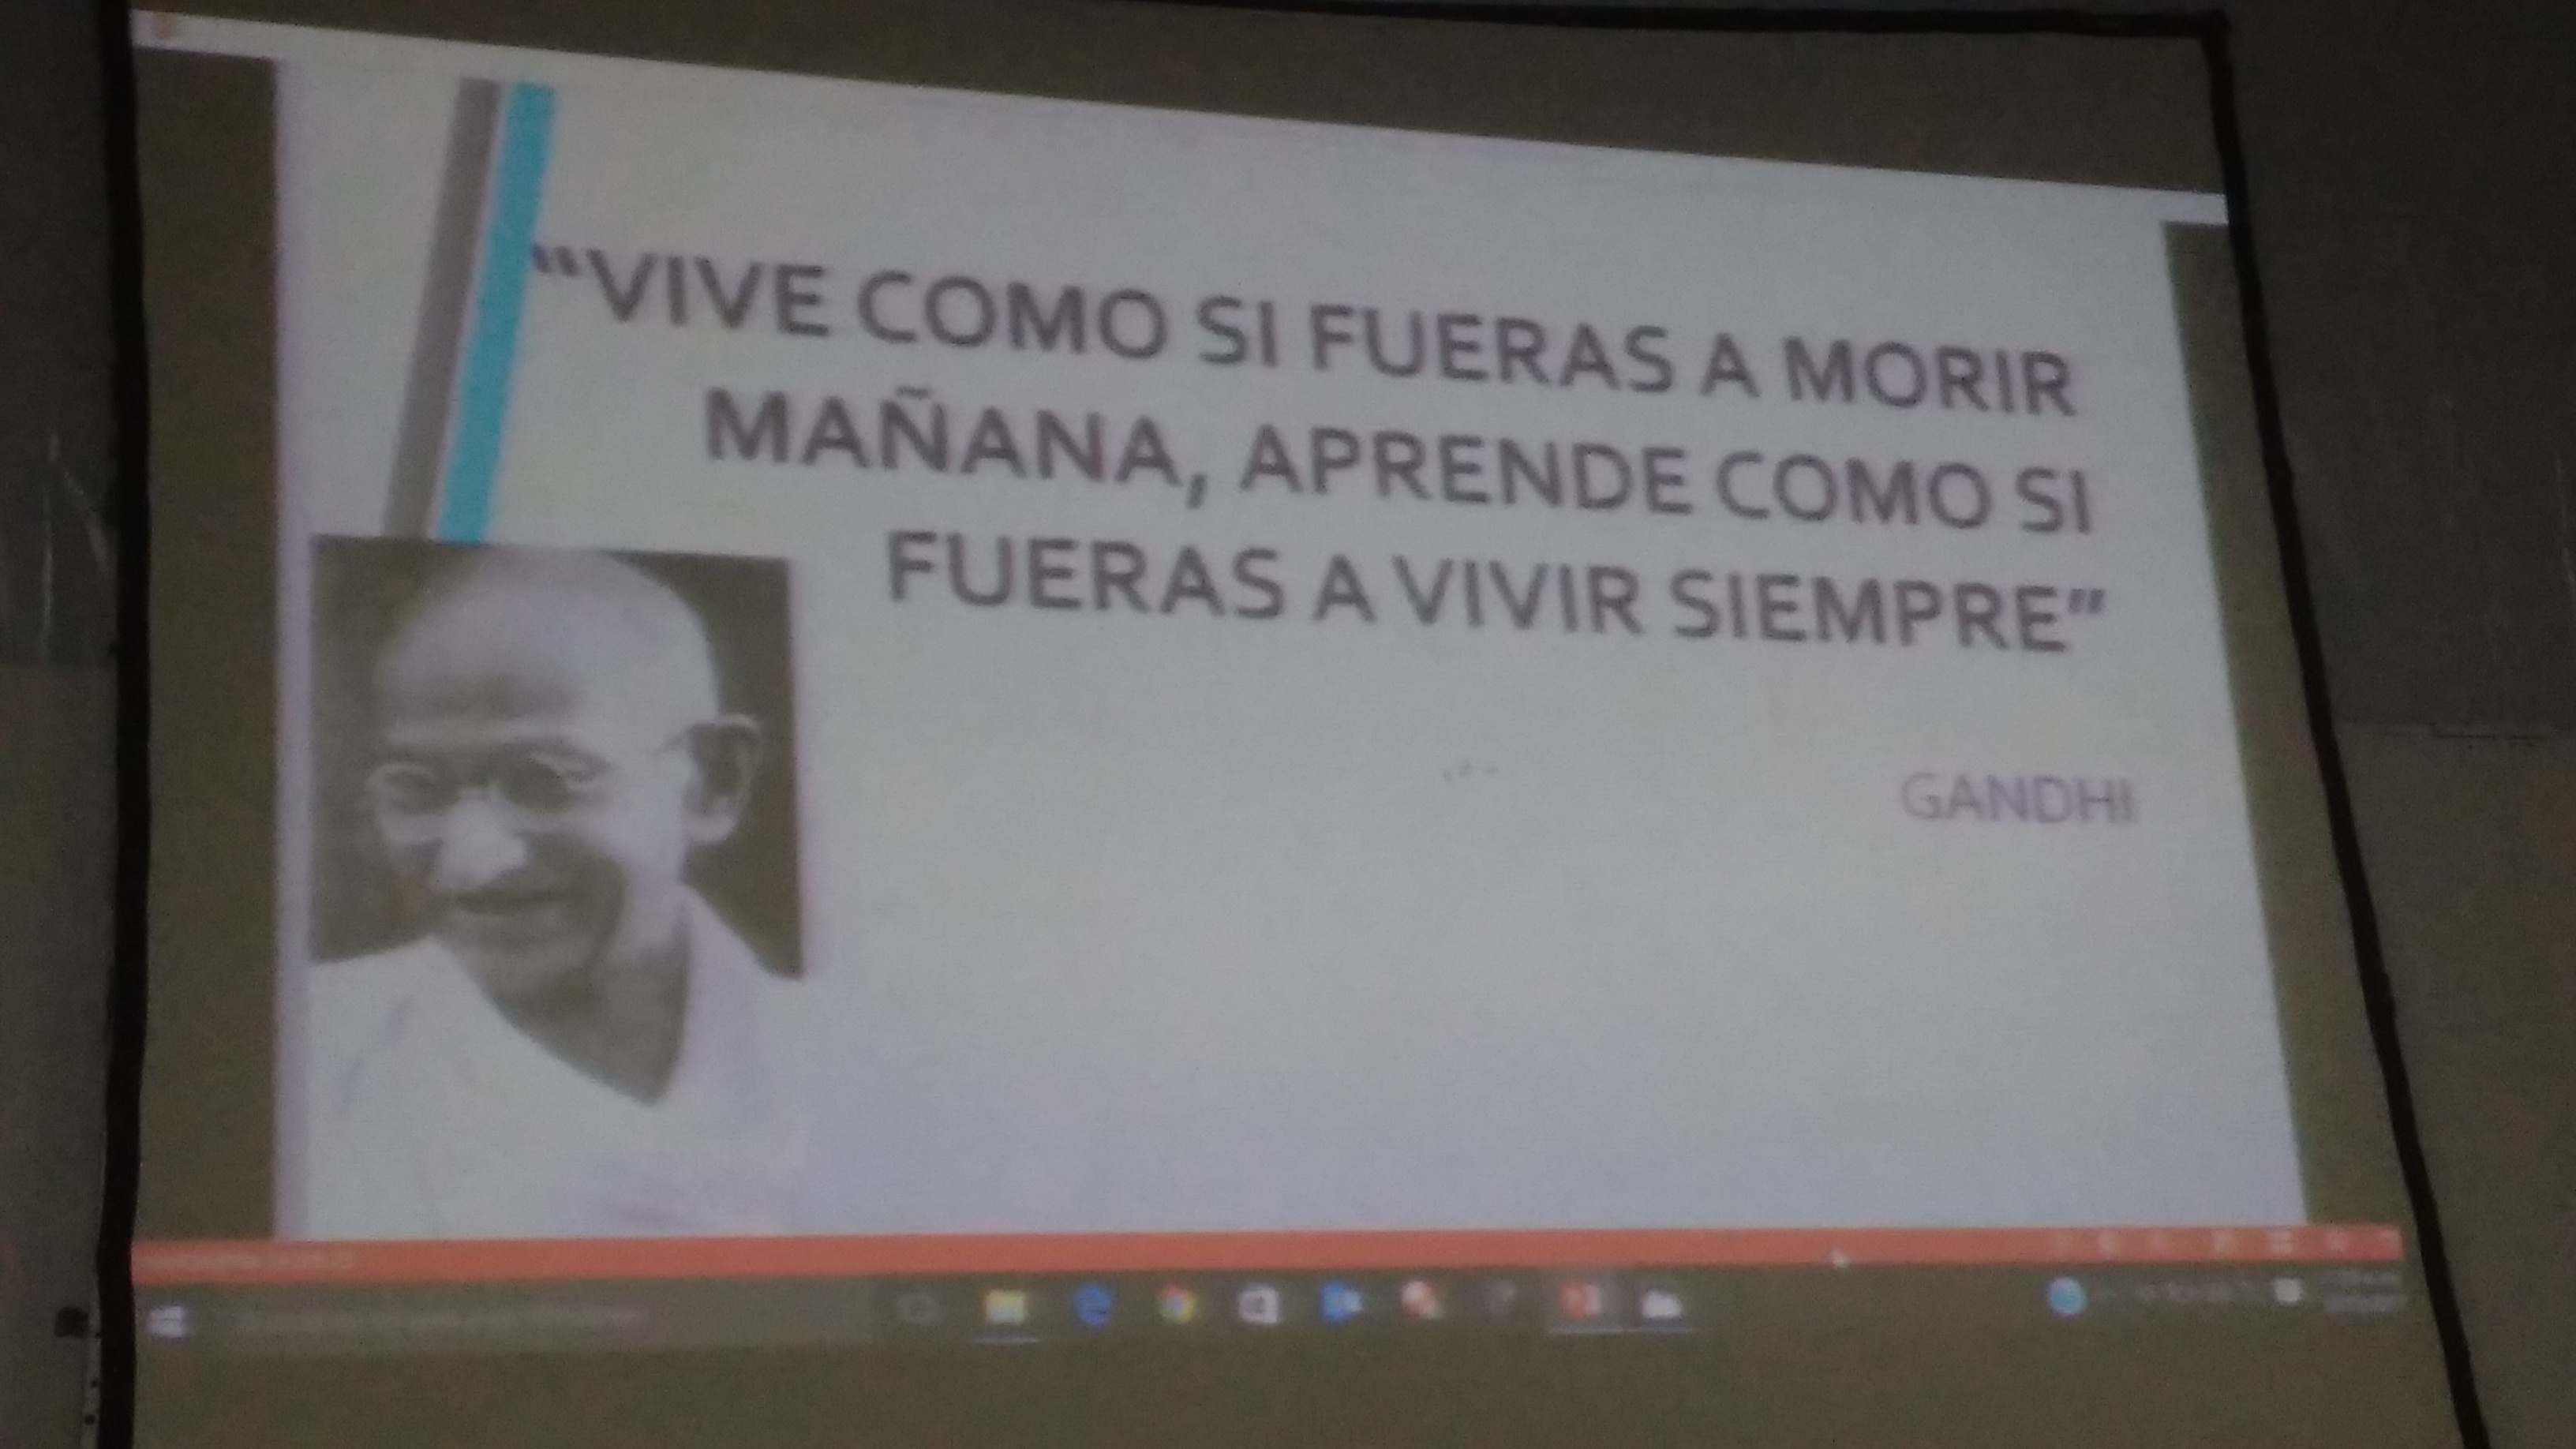 “VIVE COMO SI FUERAS A MORIR
MAÑANA, APRENDE COMO SI
FUERAS A VIVIR SIEMPRE”
GANDHI